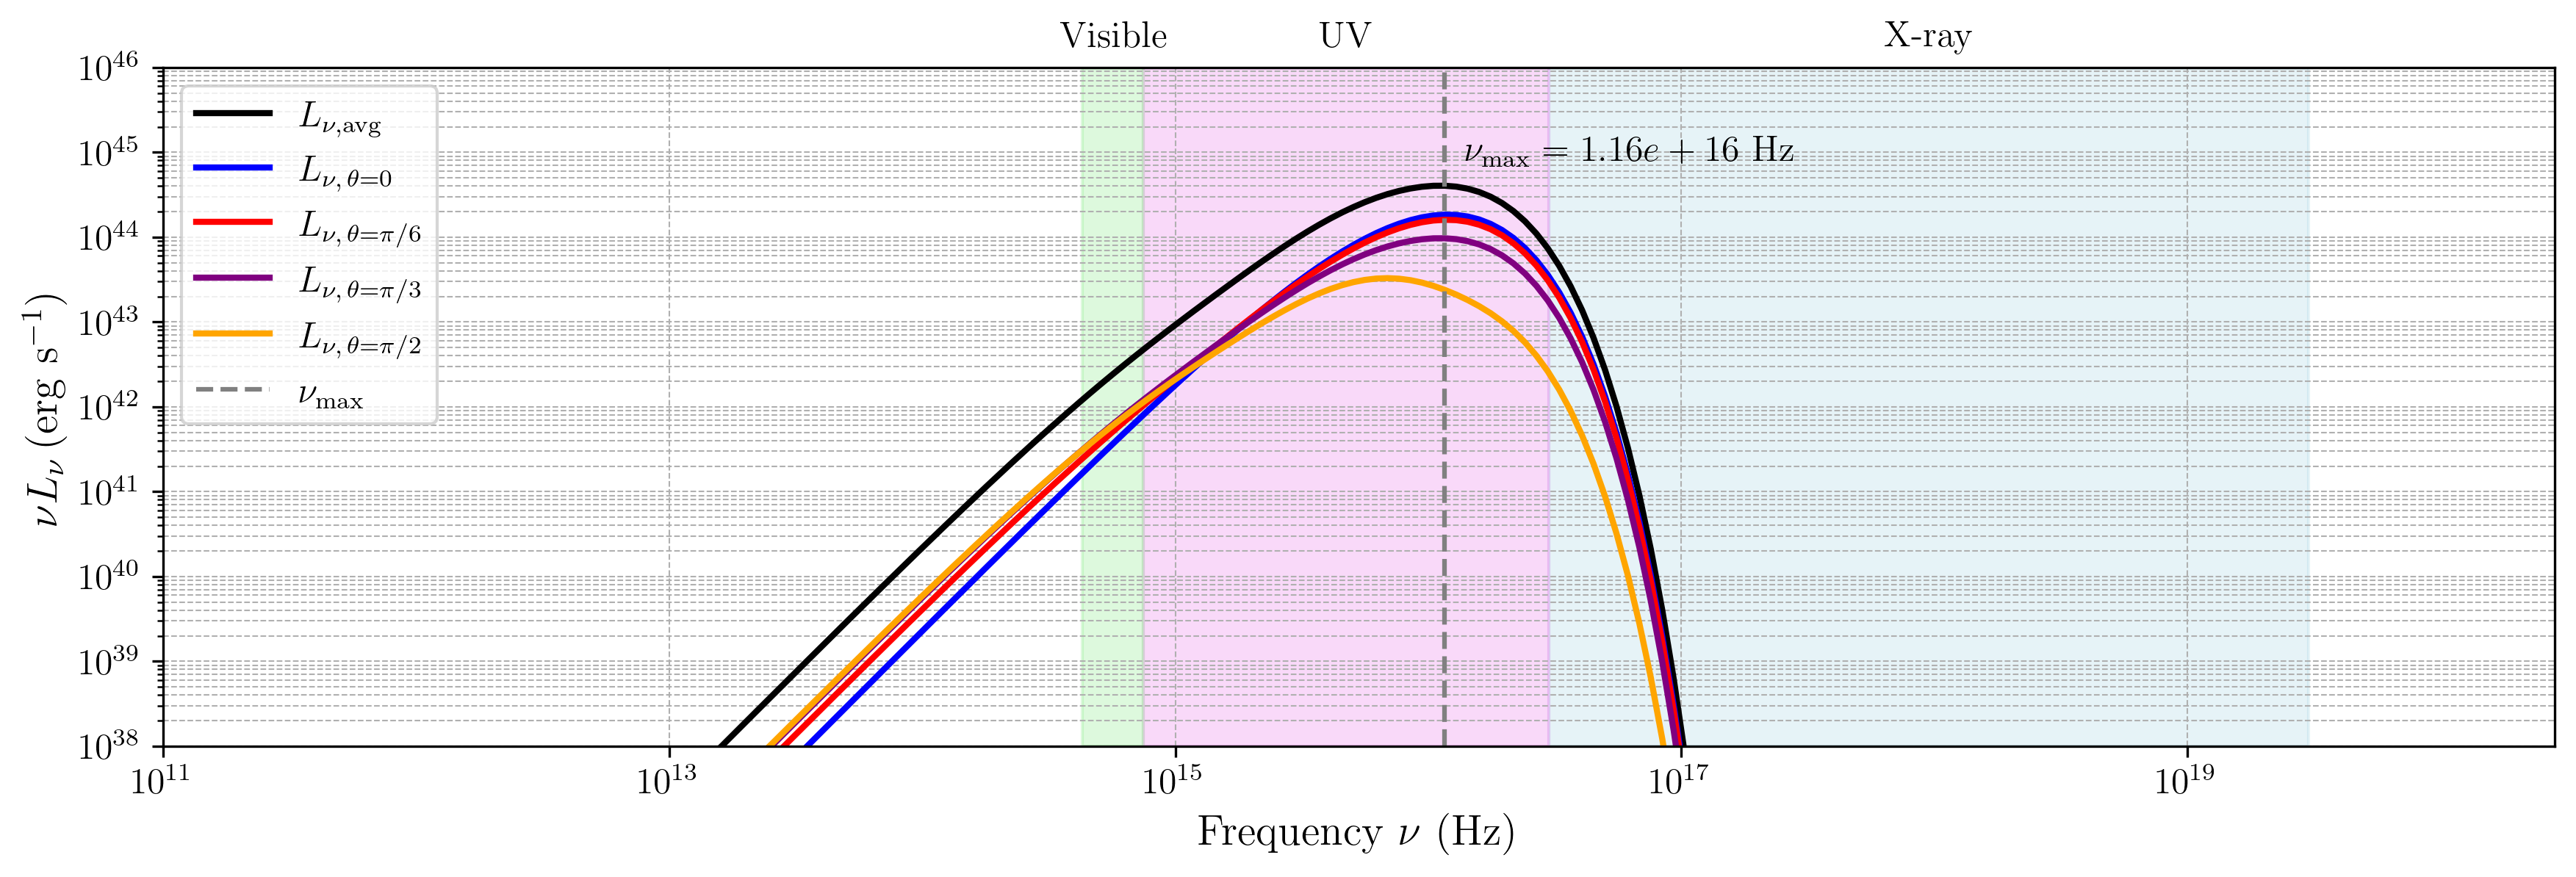 Visible UV X-ray
10^46
10^45
10^44
10^43
10^42
10^41
10^40
10^39
10^38
νL_ν (erg s^−1)
L_ν,avg
L_ν, θ=0
L_ν, θ=π/6
L_ν, θ=π/3
L_ν, θ=π/2
ν_max
ν_max = 1.16e + 16 Hz
10^11 10^13 10^15 10^17 10^19
Frequency ν (Hz)